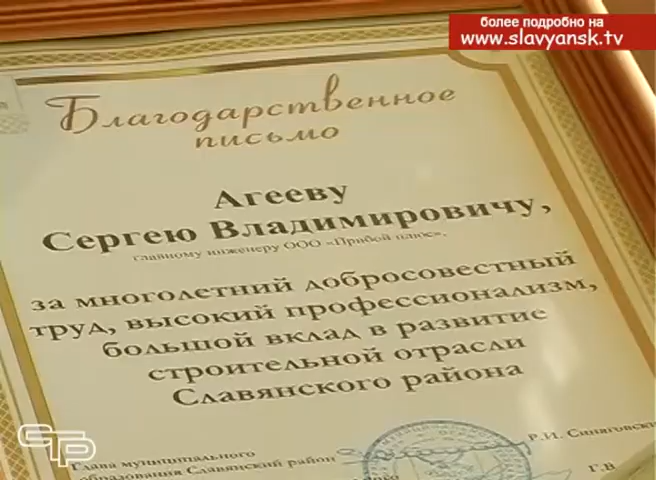 более подробно на
www.slavyansk.tv
Благодарственное
письмо
Агееву
Сергею Владимировичу,
главному инженеру ООО «Прибой плюс»,
за многолетний добросовестный
труд, высокий профессионализм,
большой вклад в развитие
строительной отрасли
Славянского района
Глава муниципального
образования Славянский район
Р.И. Синяговский
Г.В.
СТР